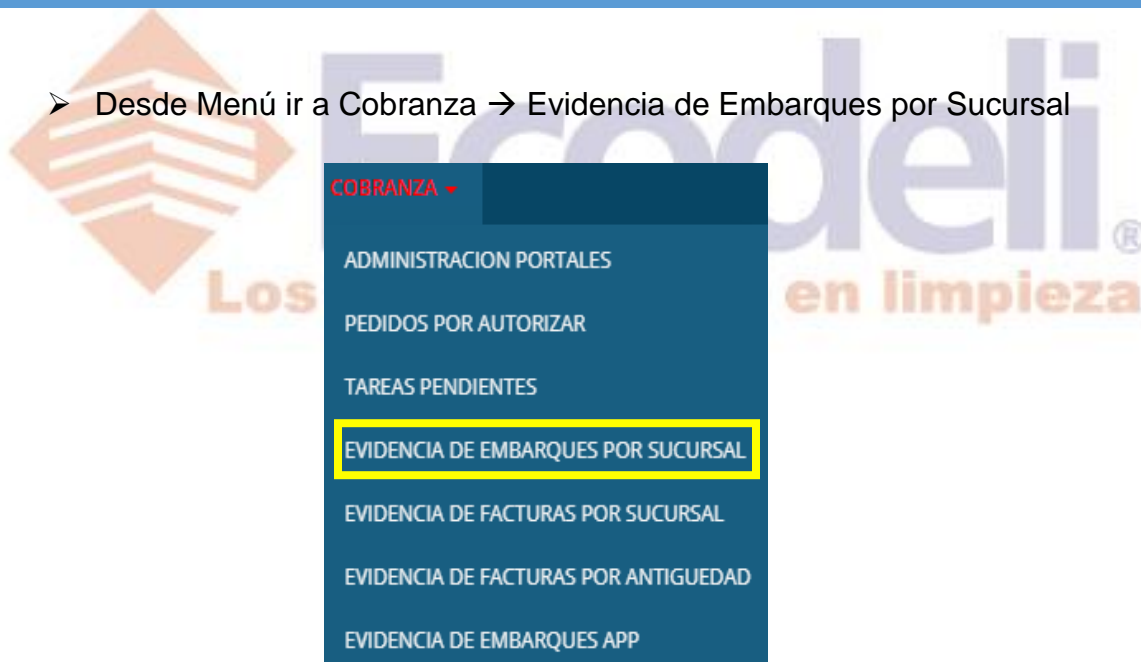 ➢ Desde Menú ir a Cobranza → Evidencia de Embarques por Sucursal
Ecodeli®
Los en limpieza
COBRANZA
ADMINISTRACION PORTALES
PEDIDOS POR AUTORIZAR
TAREAS PENDIENTES
EVIDENCIA DE EMBARQUES POR SUCURSAL
EVIDENCIA DE FACTURAS POR SUCURSAL
EVIDENCIA DE FACTURAS POR ANTIGUEDAD
EVIDENCIA DE EMBARQUES APP